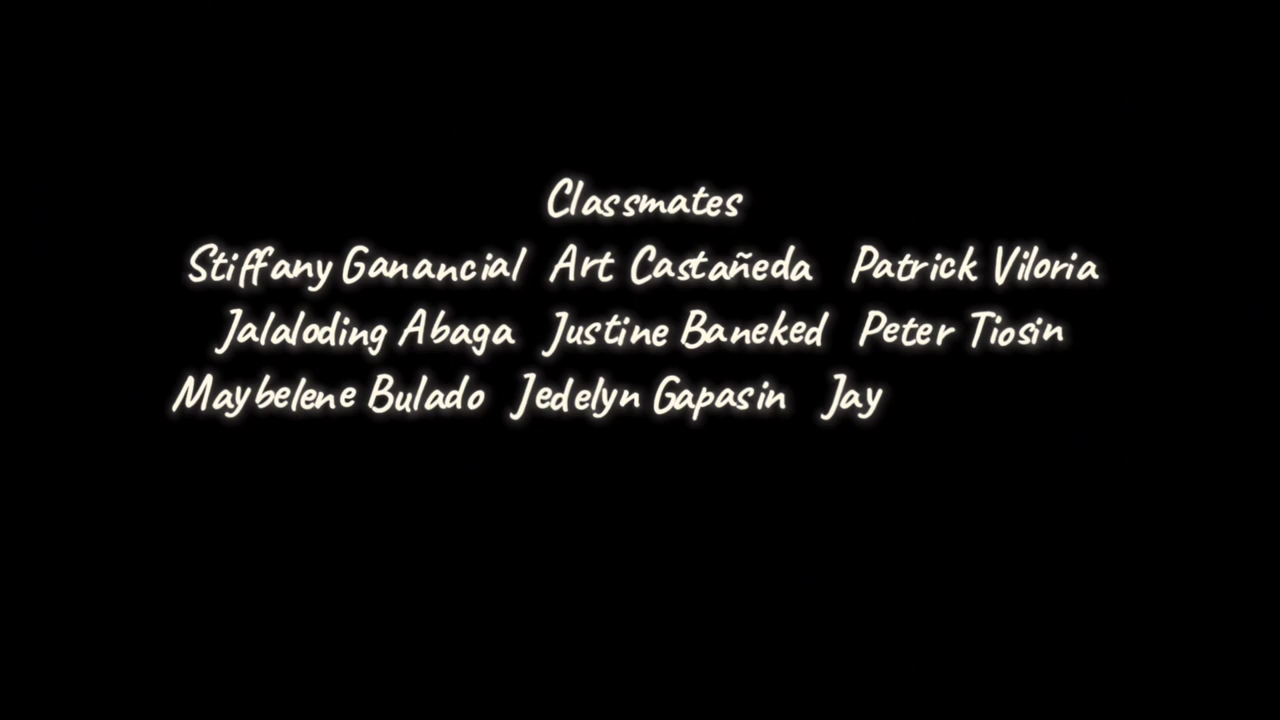 Classmates
Stiffany Ganancial Art Castañeda Patrick Viloria
Jalaloding Abaga Justine Baneked Peter Tiosin
Maybelene Bulado Jedelyn Gapasin Jay